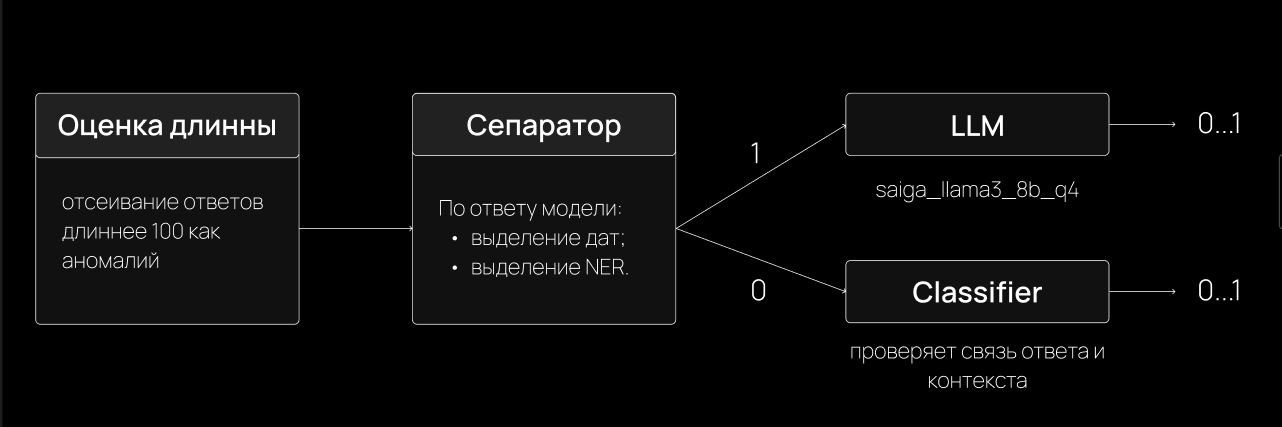 Оценка длинны
отсеивание ответов
длиннее 100 как
аномалий
Сепаратор
По ответу модели:
• выделение дат;
• выделение NER.
1
0
LLM
saiga_llama3_8b_q4
0...1
Classifier
проверяет связь ответа и
контекста
0...1